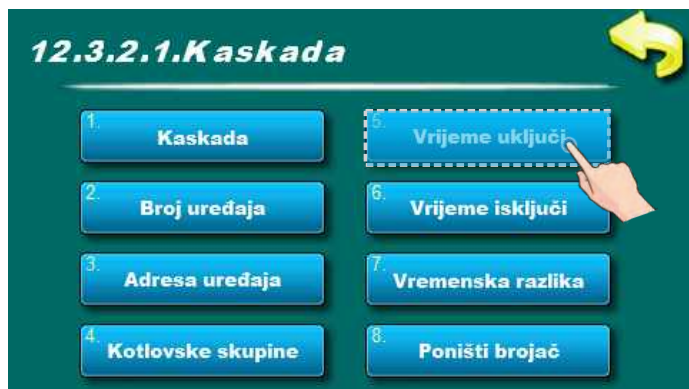 12.3.2.1.Kaskada
1. Kaskada
5. Vrijeme uključi
2. Broj uređaja
6. Vrijeme isključi
3. Adresa uređaja
7. Vremenska razlika
4. Kotlovske skupine
8. Poništi brojač